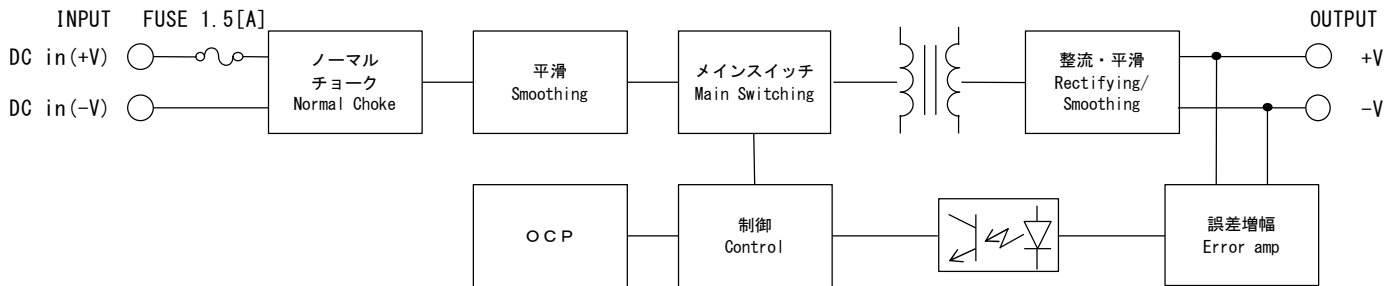 INPUT FUSE 1.5[A]
OUTPUT
DC in(+V)
DC in(-V)
ノーマル
チョーク
Normal Choke
平滑
Smoothing
メインスイッチ
Main Switching
整流・平滑
Rectifying/
Smoothing
+V
-V
OCP
制御
Control
誤差増幅
Error amp